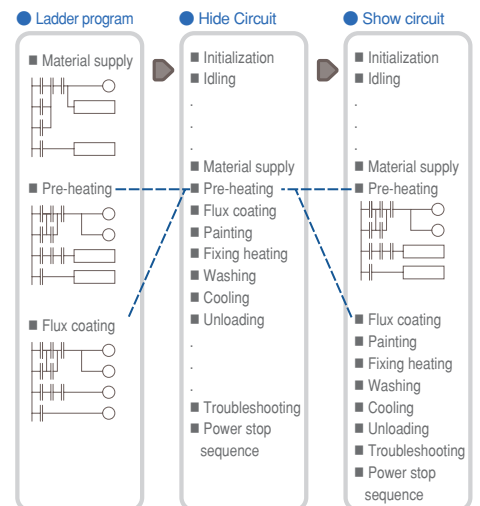 ● Ladder program
■ Material supply
■ Pre-heating
■ Flux coating
● Hide Circuit
■ Initialization
■ Idling
.
.
.
■ Material supply
■ Pre-heating
■ Flux coating
■ Painting
■ Fixing heating
■ Washing
■ Cooling
■ Unloading
.
.
.
■ Troubleshooting
■ Power stop
sequence
● Show circuit
■ Initialization
■ Idling
.
.
.
■ Material supply
■ Pre-heating
■ Flux coating
■ Painting
■ Fixing heating
■ Washing
■ Cooling
■ Unloading
■ Troubleshooting
■ Power stop
sequence